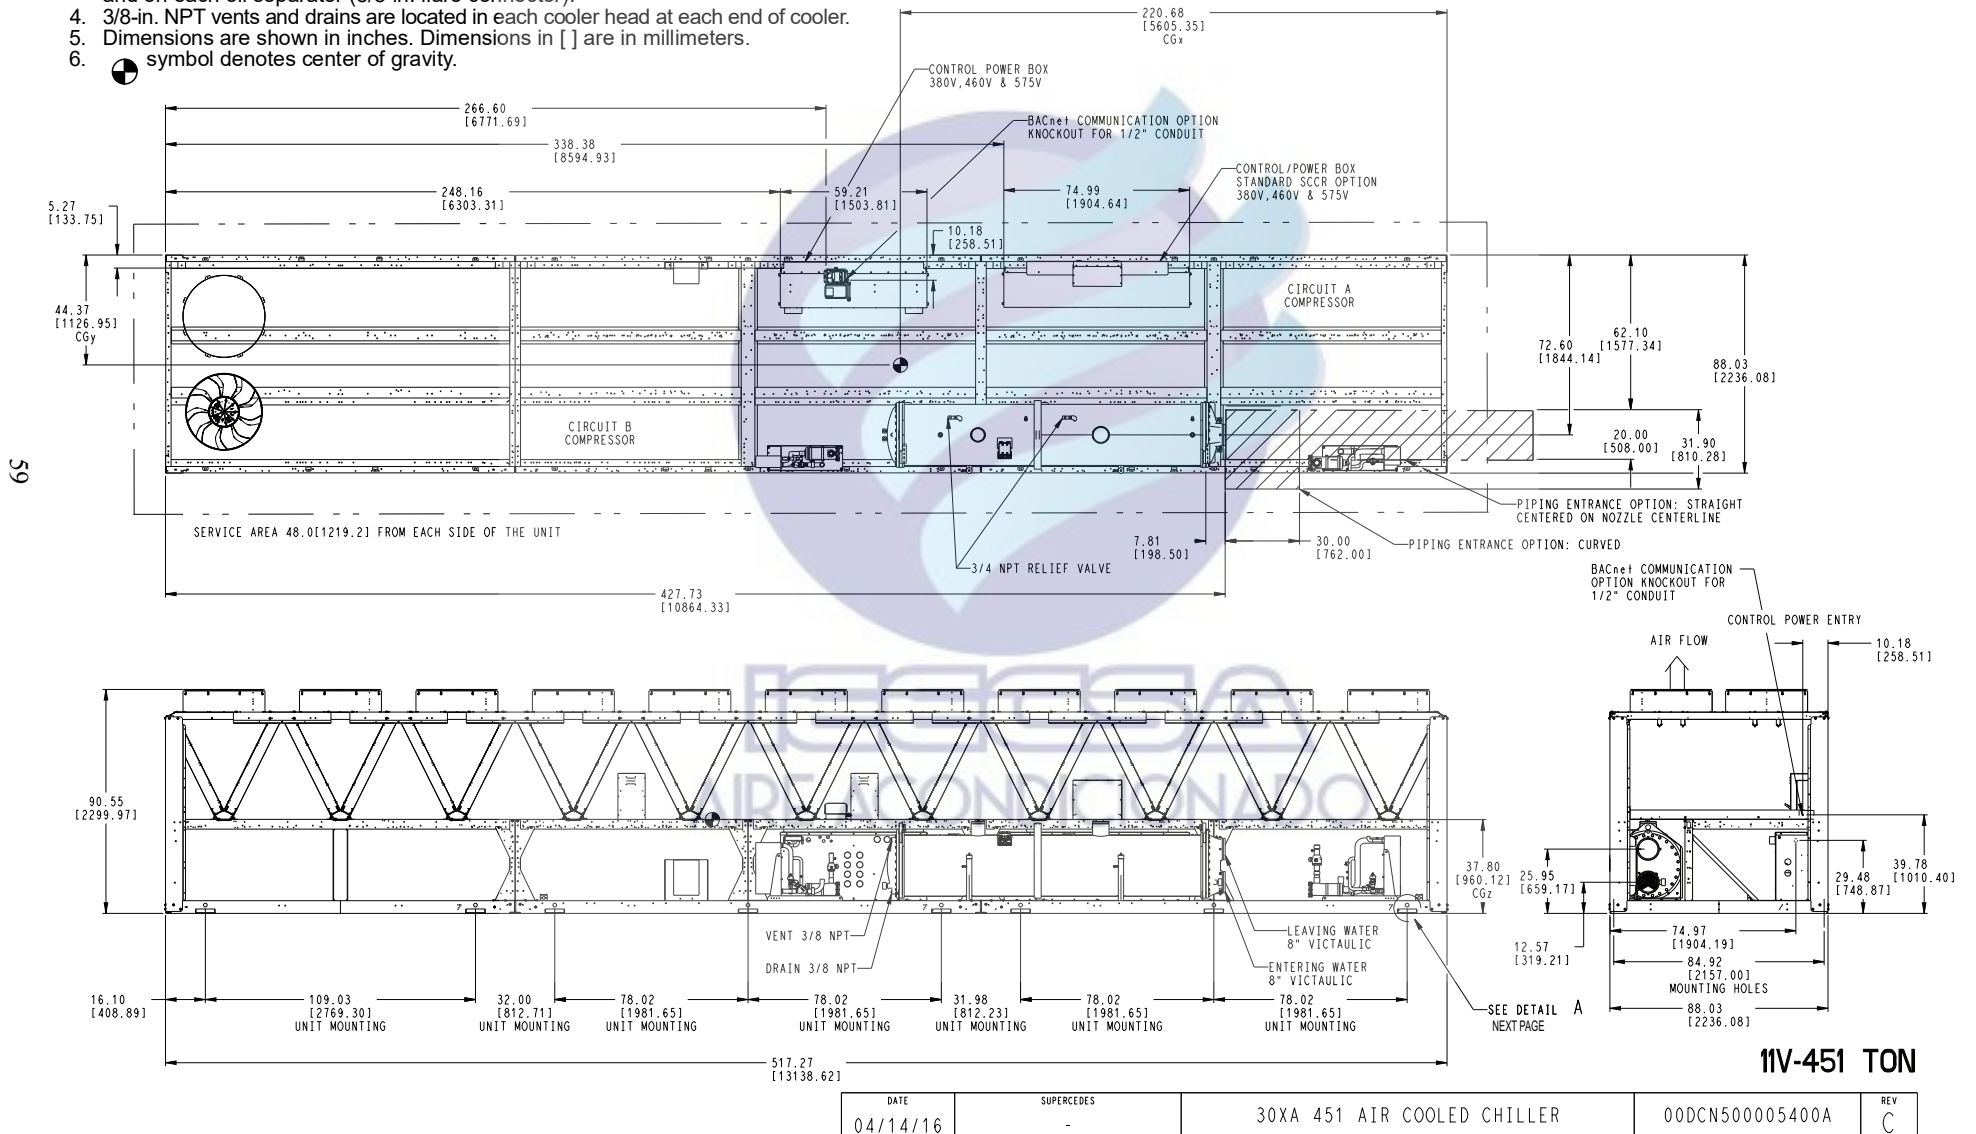 4. 3/8-in. NPT vents and drains are located in each cooler head at each end of cooler.
5. Dimensions are shown in inches. Dimensions in [ ] are in millimeters.
6. symbol denotes center of gravity.
220.68
[5605.35]
CGx
CONTROL POWER BOX
380V,460V & 575V
266.60
[6771.69]
BACnet COMMUNICATION OPTION
KNOCKOUT FOR 1/2" CONDUIT
338.38
[8594.93]
CONTROL/POWER BOX
STANDARD SCCR OPTION
380V,460V & 575V
248.16
[6303.31]
59.21
[1503.81]
74.99
[1904.64]
5.27
[133.75]
10.18
[258.51]
CIRCUIT A
COMPRESSOR
44.37
[1126.95]
CGy
72.60
[1844.14]
62.10
[1577.34]
88.03
[2236.08]
CIRCUIT B
COMPRESSOR
20.00
[508.00]
31.90
[810.28]
59
PIPING ENTRANCE OPTION: STRAIGHT
CENTERED ON NOZZLE CENTERLINE
SERVICE AREA 48.0[1219.2] FROM EACH SIDE OF THE UNIT
7.81
[198.50]
30.00
[762.00]
PIPING ENTRANCE OPTION: CURVED
3/4 NPT RELIEF VALVE
427.73
[10864.33]
BACnet COMMUNICATION
OPTION KNOCKOUT FOR
1/2" CONDUIT
CONTROL POWER ENTRY
AIR FLOW
10.18
[258.51]
AIRE ACONDICIONADO
90.55
[2299.97]
37.80
[960.12]
CGz
25.95
[659.17]
29.48
[748.87]
39.78
[1010.40]
VENT 3/8 NPT
LEAVING WATER
8" VICTAULIC
DRAIN 3/8 NPT
ENTERING WATER
8" VICTAULIC
12.57
[319.21]
74.97
[1904.19]
84.92
[2157.00]
MOUNTING HOLES
88.03
[2236.08]
16.10
[408.89]
109.03
[2769.30]
UNIT MOUNTING
32.00
[812.71]
UNIT MOUNTING
78.02
[1981.65]
UNIT MOUNTING
78.02
[1981.65]
UNIT MOUNTING
31.98
[812.23]
UNIT MOUNTING
78.02
[1981.65]
UNIT MOUNTING
78.02
[1981.65]
UNIT MOUNTING
SEE DETAIL A
NEXT PAGE
517.27
[13138.62]
11V-451 TON
DATE
04/14/16
SUPERCEDES
-
30XA 451 AIR COOLED CHILLER
00DCN500005400A
REV
C